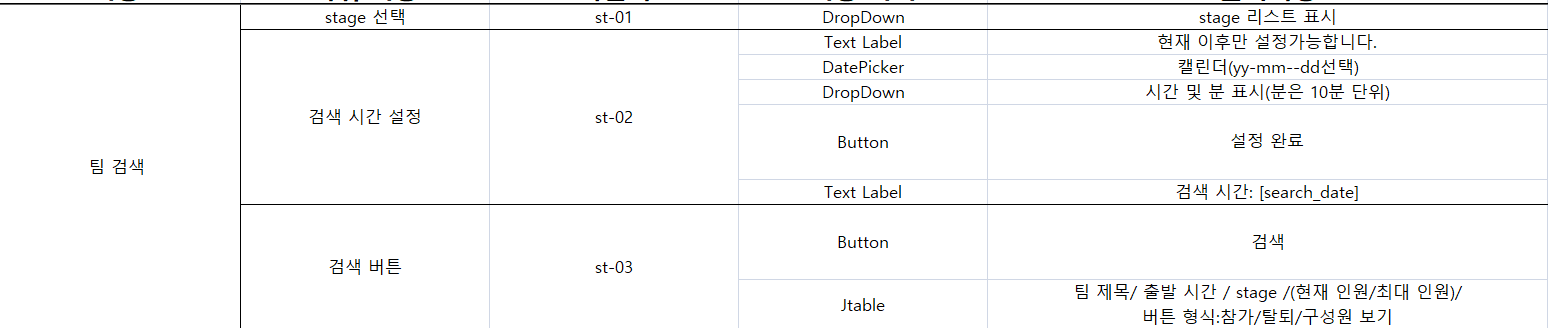 stage 선택 st-01 DropDown stage 리스트 표시
Text Label 현재 이후만 설정가능합니다.
DatePicker 캘린더(yy-mm--dd선택)
DropDown 시간 및 분 표시(분은 10분 단위)
검색 시간 설정 st-02
Button 설정 완료
팀 검색
Text Label 검색 시간: [search_date]
Button 검색
검색 버튼 st-03
Jtable 팀 제목/ 출발 시간 / stage /(현재 인원/최대 인원)/
버튼 형식:참가/탈퇴/구성원 보기